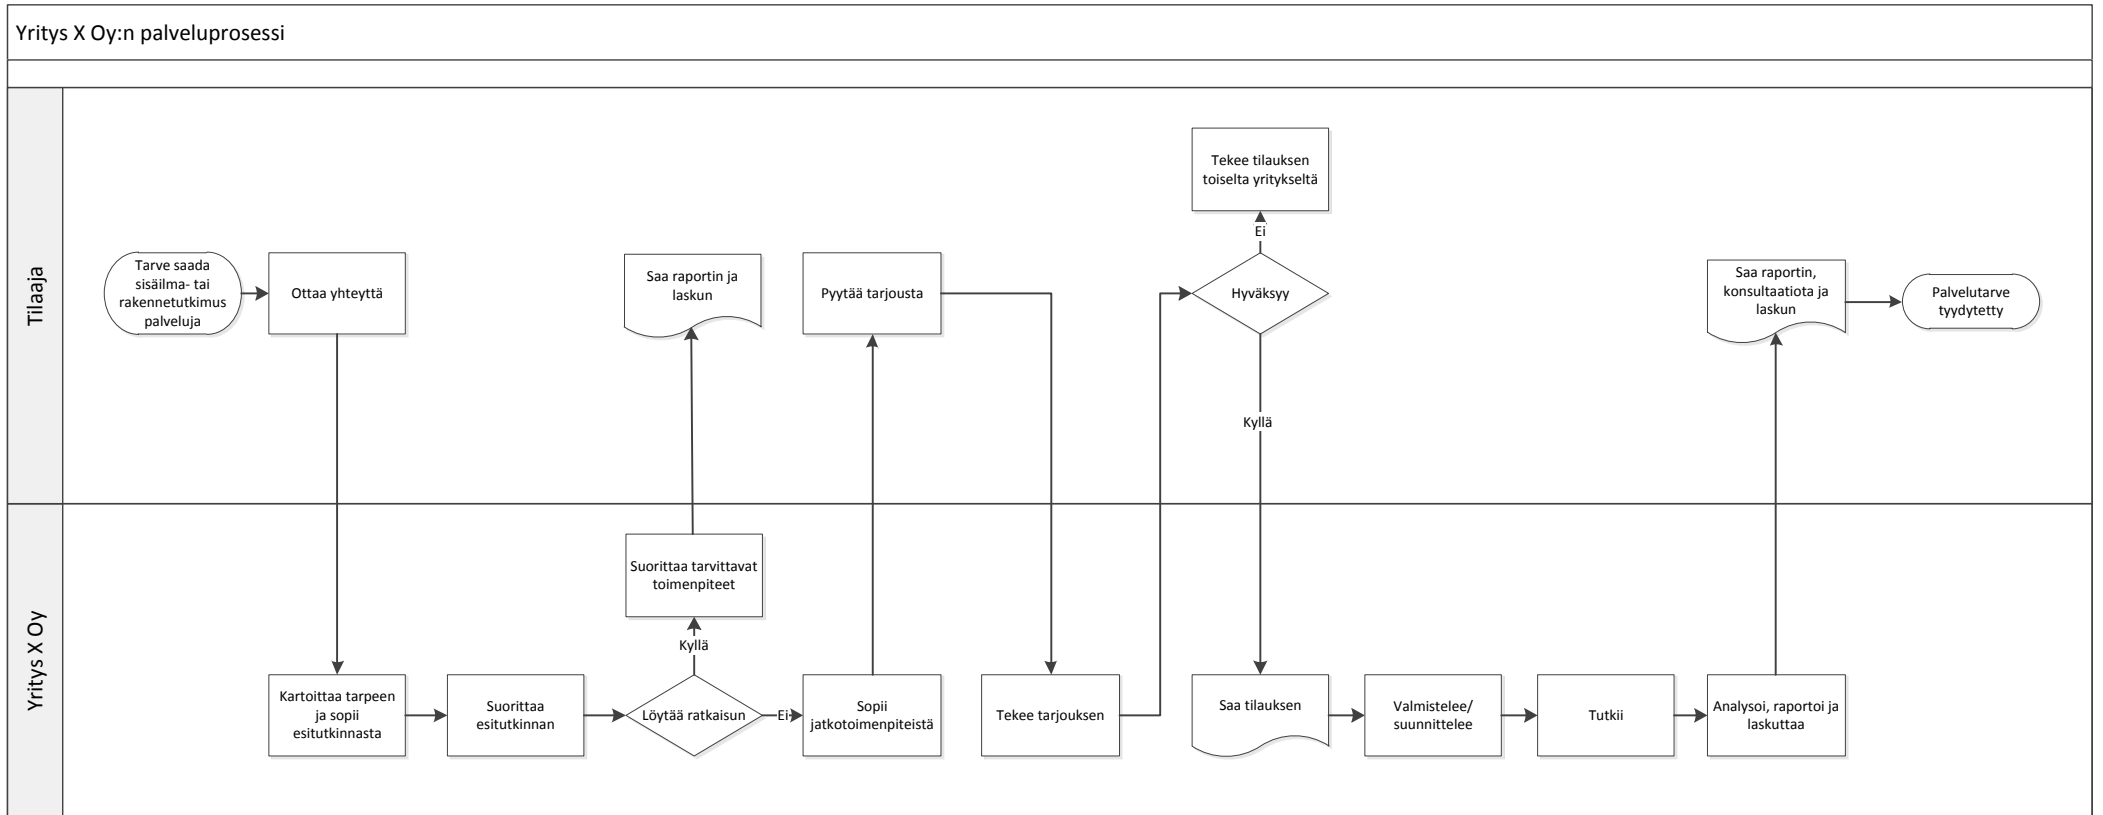 Yritys X Oy:n palveluprosessi
Tilaaja
Tarve saada
sisäilma- tai
rakennetutkimus
palveluja
Ottaa yhteyttä
Saa raportin ja
laskun
Pyytää tarjousta
Tekee tilauksen
toiselta yritykseltä
Ei
Hyväksyy
Kyllä
Saa raportin,
konsultaatiota ja
laskun
Palvelutarve
tyydytetty
Yritys X Oy
Kartoittaa tarpeen
ja sopii
esitutkinnasta
Suorittaa
esitutkinnan
Suorittaa tarvittavat
toimenpiteet
Kyllä
Löytää ratkaisun
Ei
Sopii
jatkotoimenpiteistä
Tekee tarjouksen
Saa tilauksen
Valmistelee/
suunnittelee
Tutkii
Analysoi, raportoi ja
laskuttaa